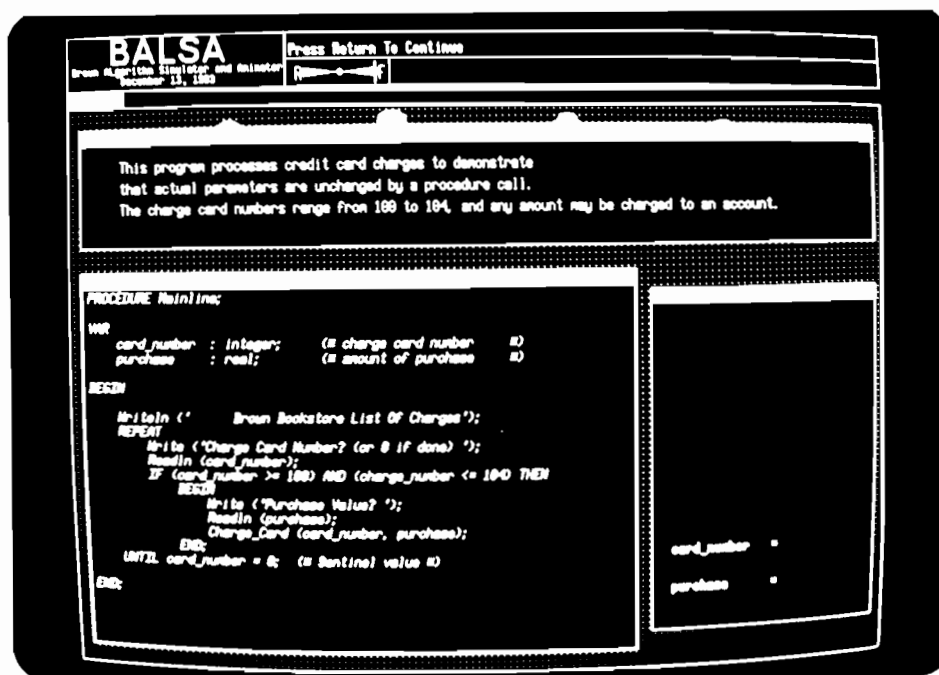 BALSA
Brown Algorithm Simulator and Animator
December 13, 1983
Press Return To Continue
This program processes credit card charges to demonstrate
that actual parameters are unchanged by a procedure call.
The charge card numbers range from 100 to 104, and any amount may be charged to an account.
PROCEDURE Mainline;
VAR
card_number : integer; (* charge card number *)
purchase : real; (* amount of purchase *)
BEGIN
Writeln (' Brown Bookstore List Of Charges');
REPEAT
Write ('Charge Card Number? (or 0 if done) ');
Readln (card_number);
IF (card_number >= 100) AND (charge_number <= 104) THEN
BEGIN
Write ('Purchase Value? ');
Readln (purchase);
Charge_Card (card_number, purchase);
END;
UNTIL card_number = 0; (* Sentinel value *)
END;
card_number =
purchase =